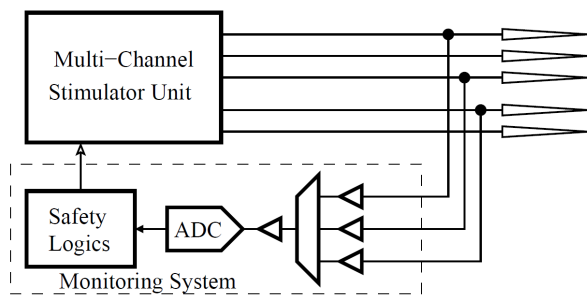 Multi−Channel
Stimulator Unit
Safety
Logics
ADC
Monitoring System